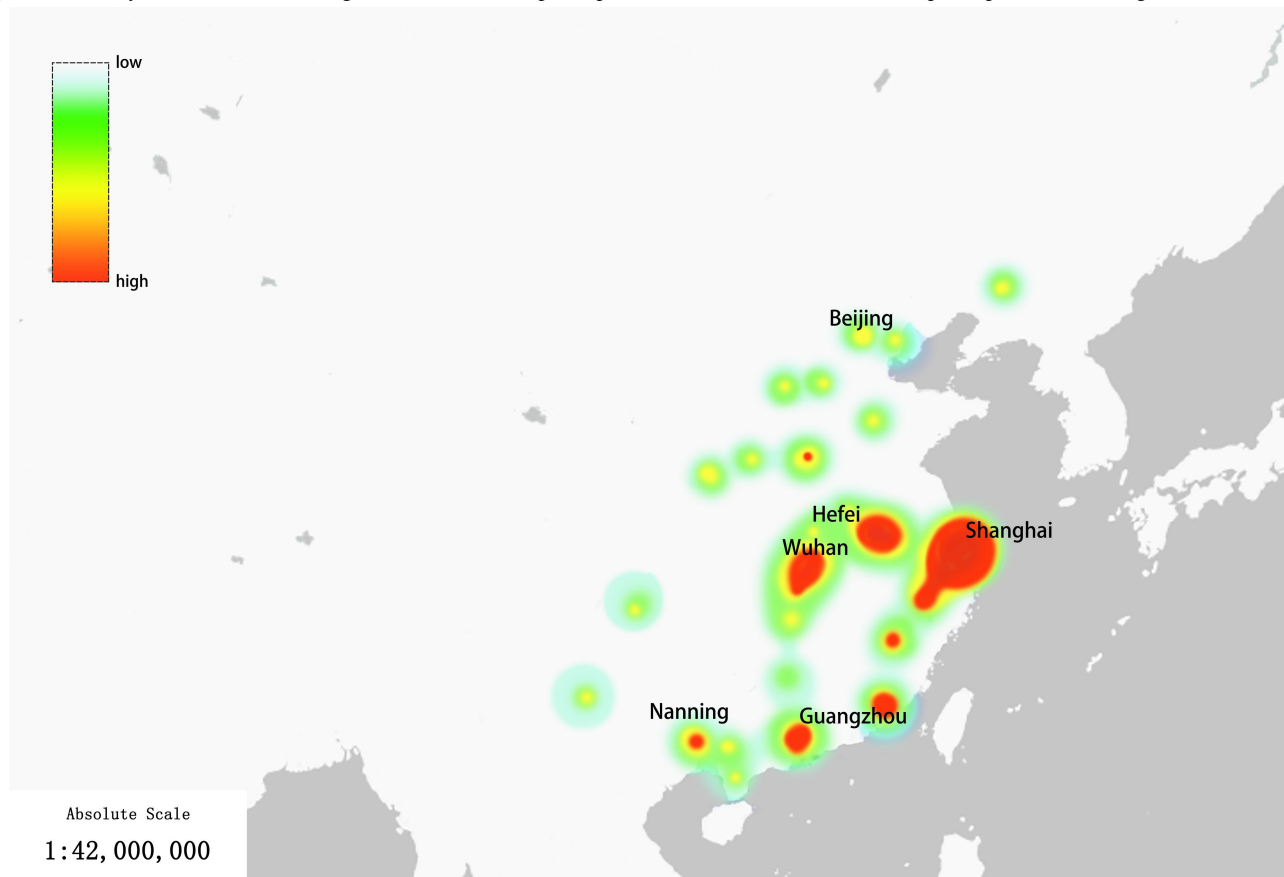 low
high
Beijing
Hefei
Shanghai
Wuhan
Nanning
Guangzhou
Absolute Scale
1:42,000,000